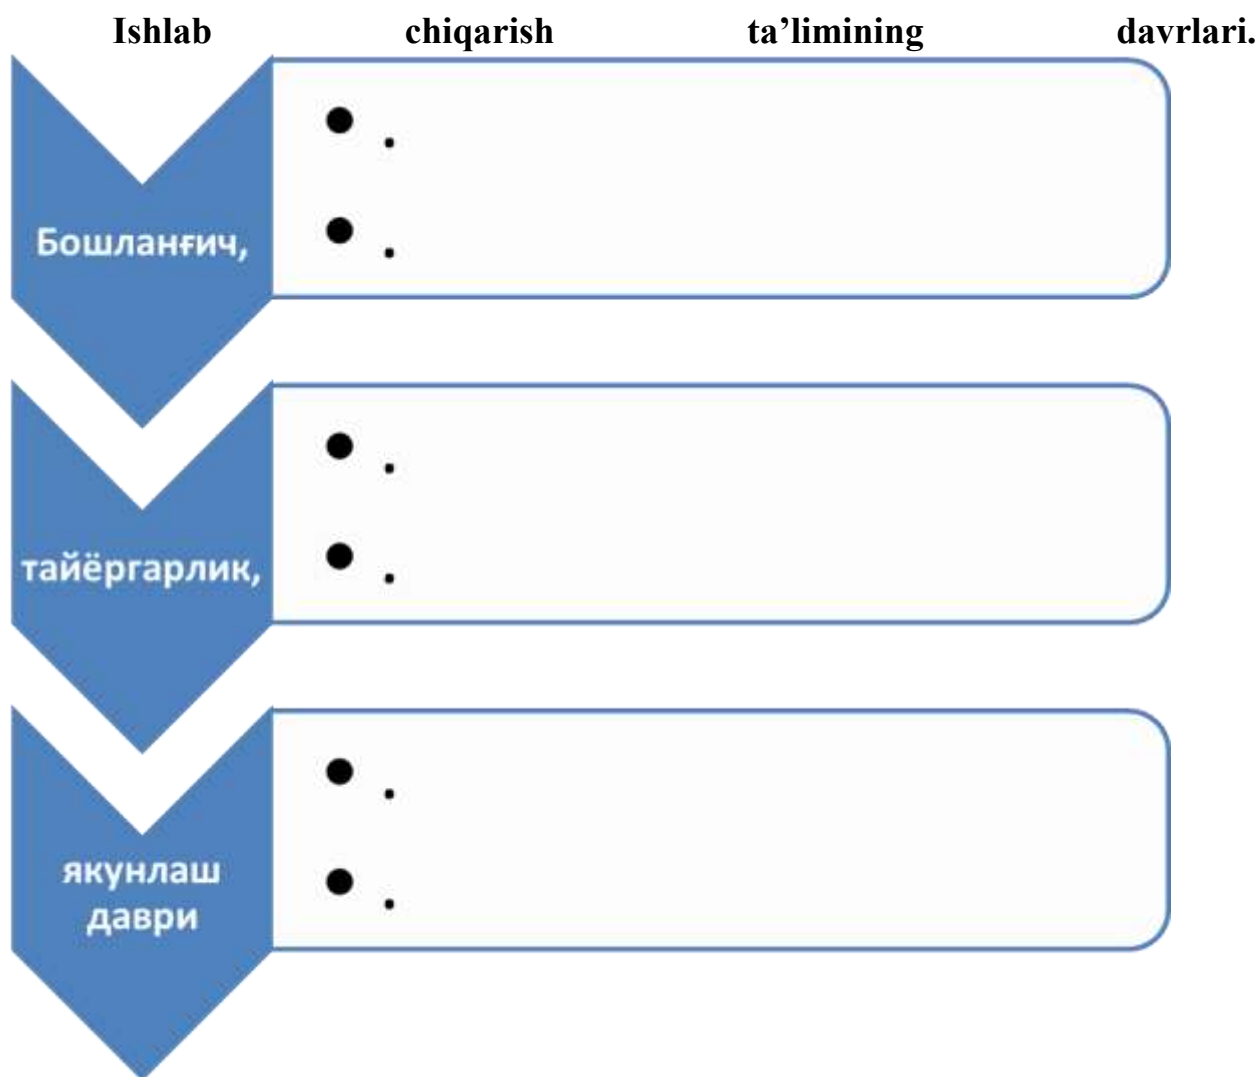 Ishlab chiqarish ta’limining davrlari.
• .
• .
Бошланғич,
• .
• .
тайёргарлик,
• .
• .
якунлаш
даври